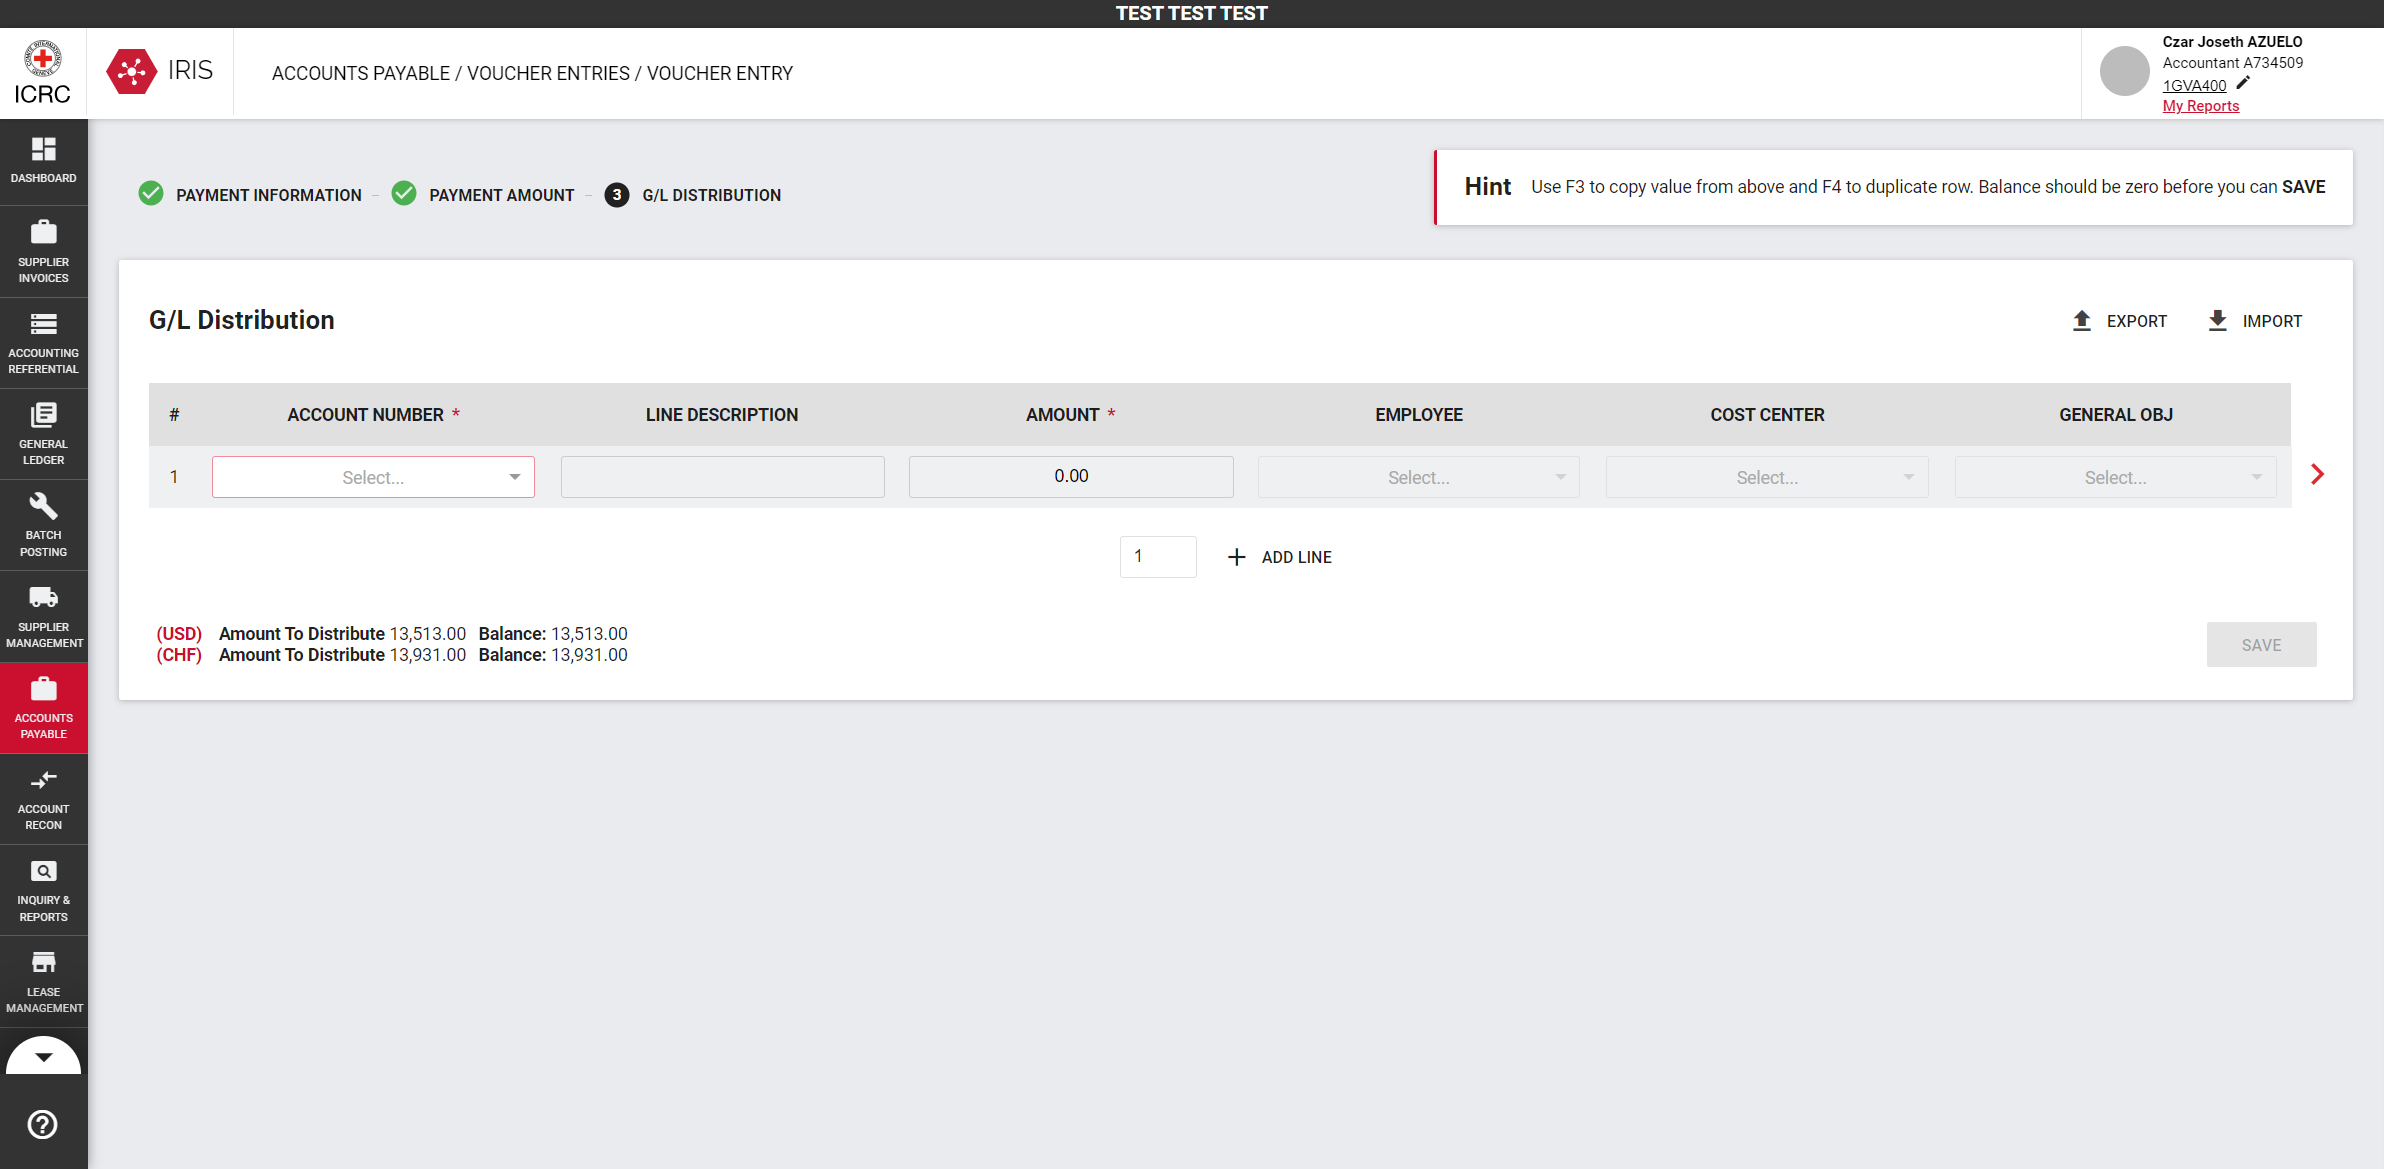 TEST TEST TEST
ICRC
IRIS
ACCOUNTS PAYABLE / VOUCHER ENTRIES / VOUCHER ENTRY
Czar Joseth AZUELO
Accountant A734509
1GVA400
My Reports
DASHBOARD
SUPPLIER
INVOICES
ACCOUNTING
REFERENTIAL
GENERAL
LEDGER
BATCH
POSTING
SUPPLIER
MANAGEMENT
ACCOUNTS
PAYABLE
ACCOUNT
RECON
INQUIRY &
REPORTS
LEASE
MANAGEMENT
PAYMENT INFORMATION – PAYMENT AMOUNT – 3 G/L DISTRIBUTION
Hint Use F3 to copy value from above and F4 to duplicate row. Balance should be zero before you can SAVE
G/L Distribution
EXPORT IMPORT
# ACCOUNT NUMBER * LINE DESCRIPTION AMOUNT * EMPLOYEE COST CENTER GENERAL OBJ
1 Select... 0.00 Select... Select... Select...
1 + ADD LINE
(USD) Amount To Distribute 13,513.00 Balance: 13,513.00
(CHF) Amount To Distribute 13,931.00 Balance: 13,931.00
SAVE